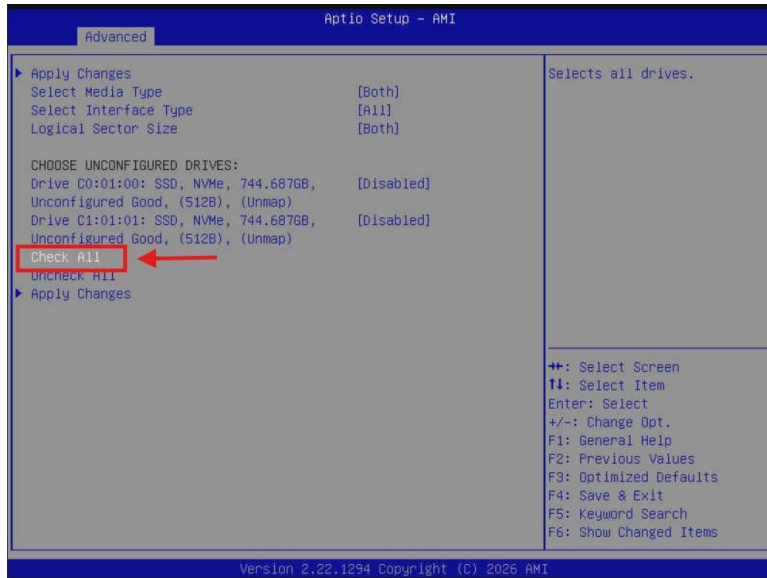 Aptio Setup – AMI
Advanced
Apply Changes
Select Media Type [Both]
Select Interface Type [All]
Logical Sector Size [Both]
CHOOSE UNCONFIGURED DRIVES:
Drive C0:01:00: SSD, NVMe, 744.687GB, [Disabled]
Unconfigured Good, (512B), (Unmap)
Drive C1:01:01: SSD, NVMe, 744.687GB, [Disabled]
Unconfigured Good, (512B), (Unmap)
Check All
Uncheck All
Apply Changes
Selects all drives.
→←: Select Screen
↑↓: Select Item
Enter: Select
+/-: Change Opt.
F1: General Help
F2: Previous Values
F3: Optimized Defaults
F4: Save & Exit
F5: Keyword Search
F6: Show Changed Items
Version 2.22.1294 Copyright (C) 2026 AMI